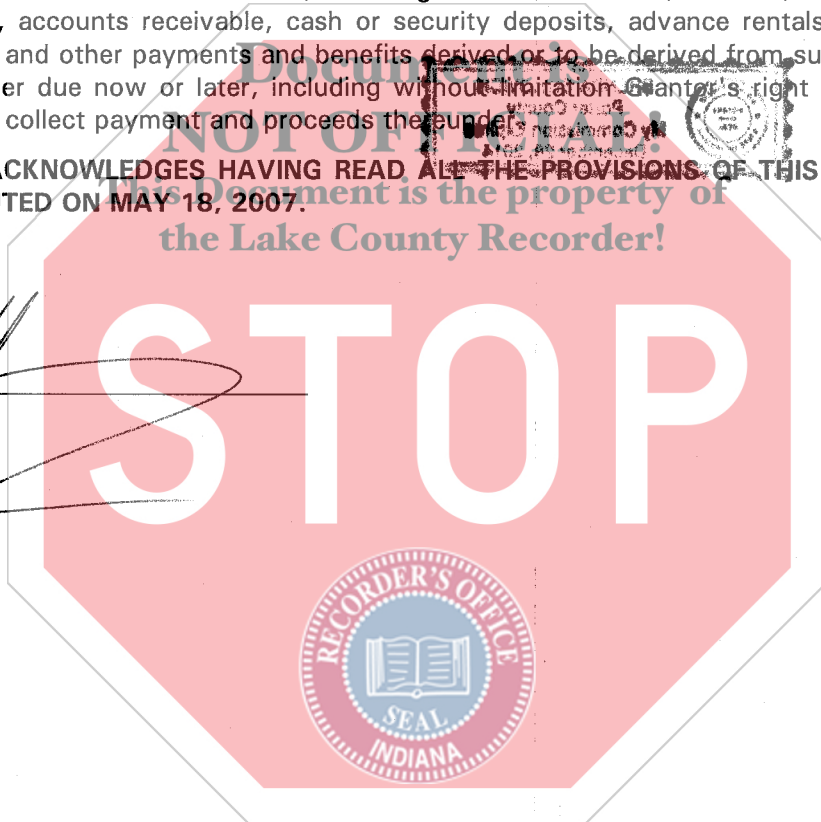 , accounts receivable, cash or security deposits, advance rentals
and other payments and benefits derived or to be derived from su
er due now or later, including without limitation Grantor's right
collect payment and proceeds thereunder.
ACKNOWLEDGES HAVING READ ALL THE PROVISIONS OF THIS
TED ON MAY 18, 2007.
Document is
NOT OFFICIAL!
This Document is the property of
the Lake County Recorder!
STOP
RECORDER'S OFFICE
SEAL
INDIANA